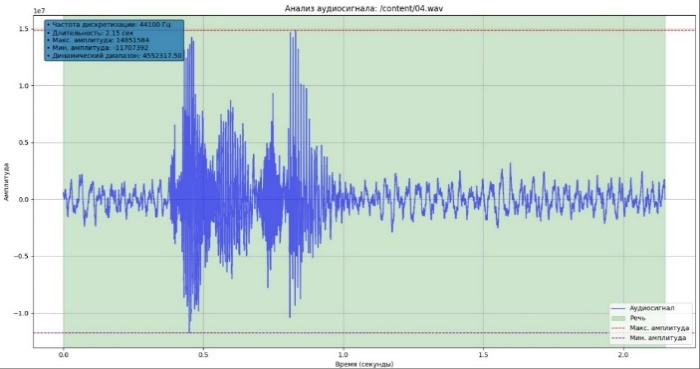 Анализ аудиосигнала: /content/04.wav
1e7
• Частота дискретизации: 44100 Гц
• Длительность: 2.15 сек
• Макс. амплитуда: 14851584
• Мин. амплитуда: -11707392
• Динамический диапазон: 4552317.50
1.5
1.0
0.5
0.0
−0.5
−1.0
Амплитуда
Аудиосигнал
Речь
Макс. амплитуда
Мин. амплитуда
0.0 0.5 1.0 1.5 2.0
Время (секунды)